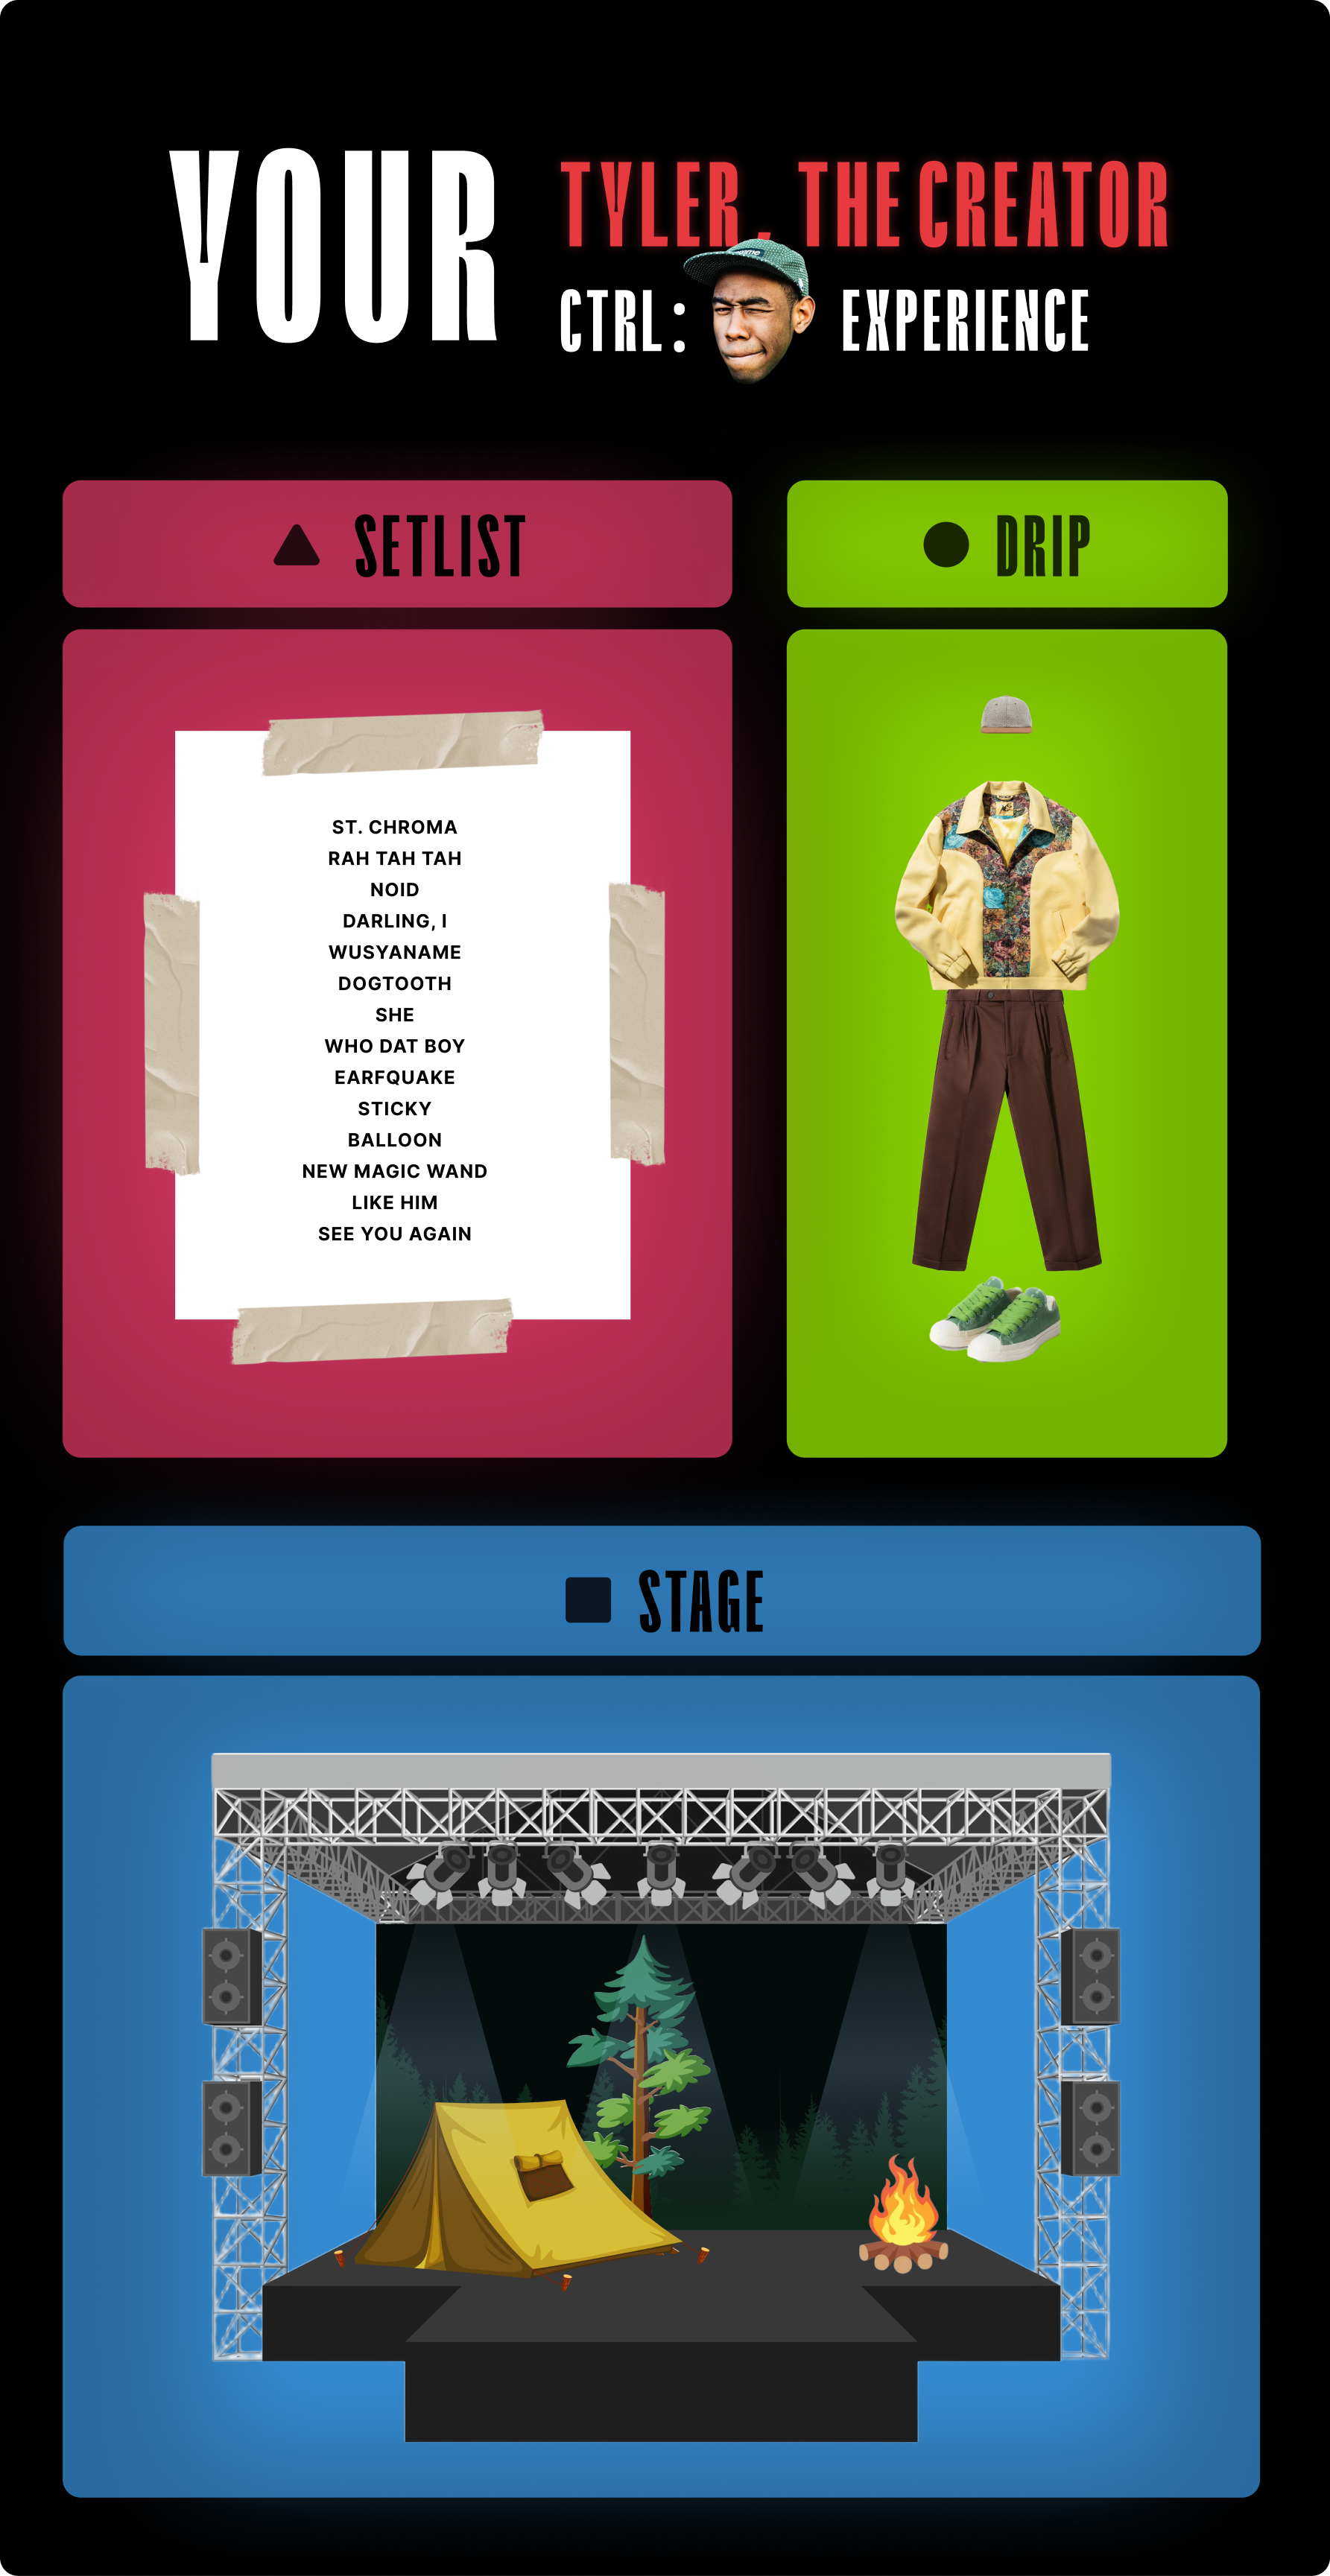 YOUR
TYLER, THE CREATOR
CTRL: EXPERIENCE
SETLIST
DRIP
ST. CHROMA
RAH TAH TAH
NOID
DARLING, I
WUSYANAME
DOGTOOTH
SHE
WHO DAT BOY
EARFQUAKE
STICKY
BALLOON
NEW MAGIC WAND
LIKE HIM
SEE YOU AGAIN
STAGE